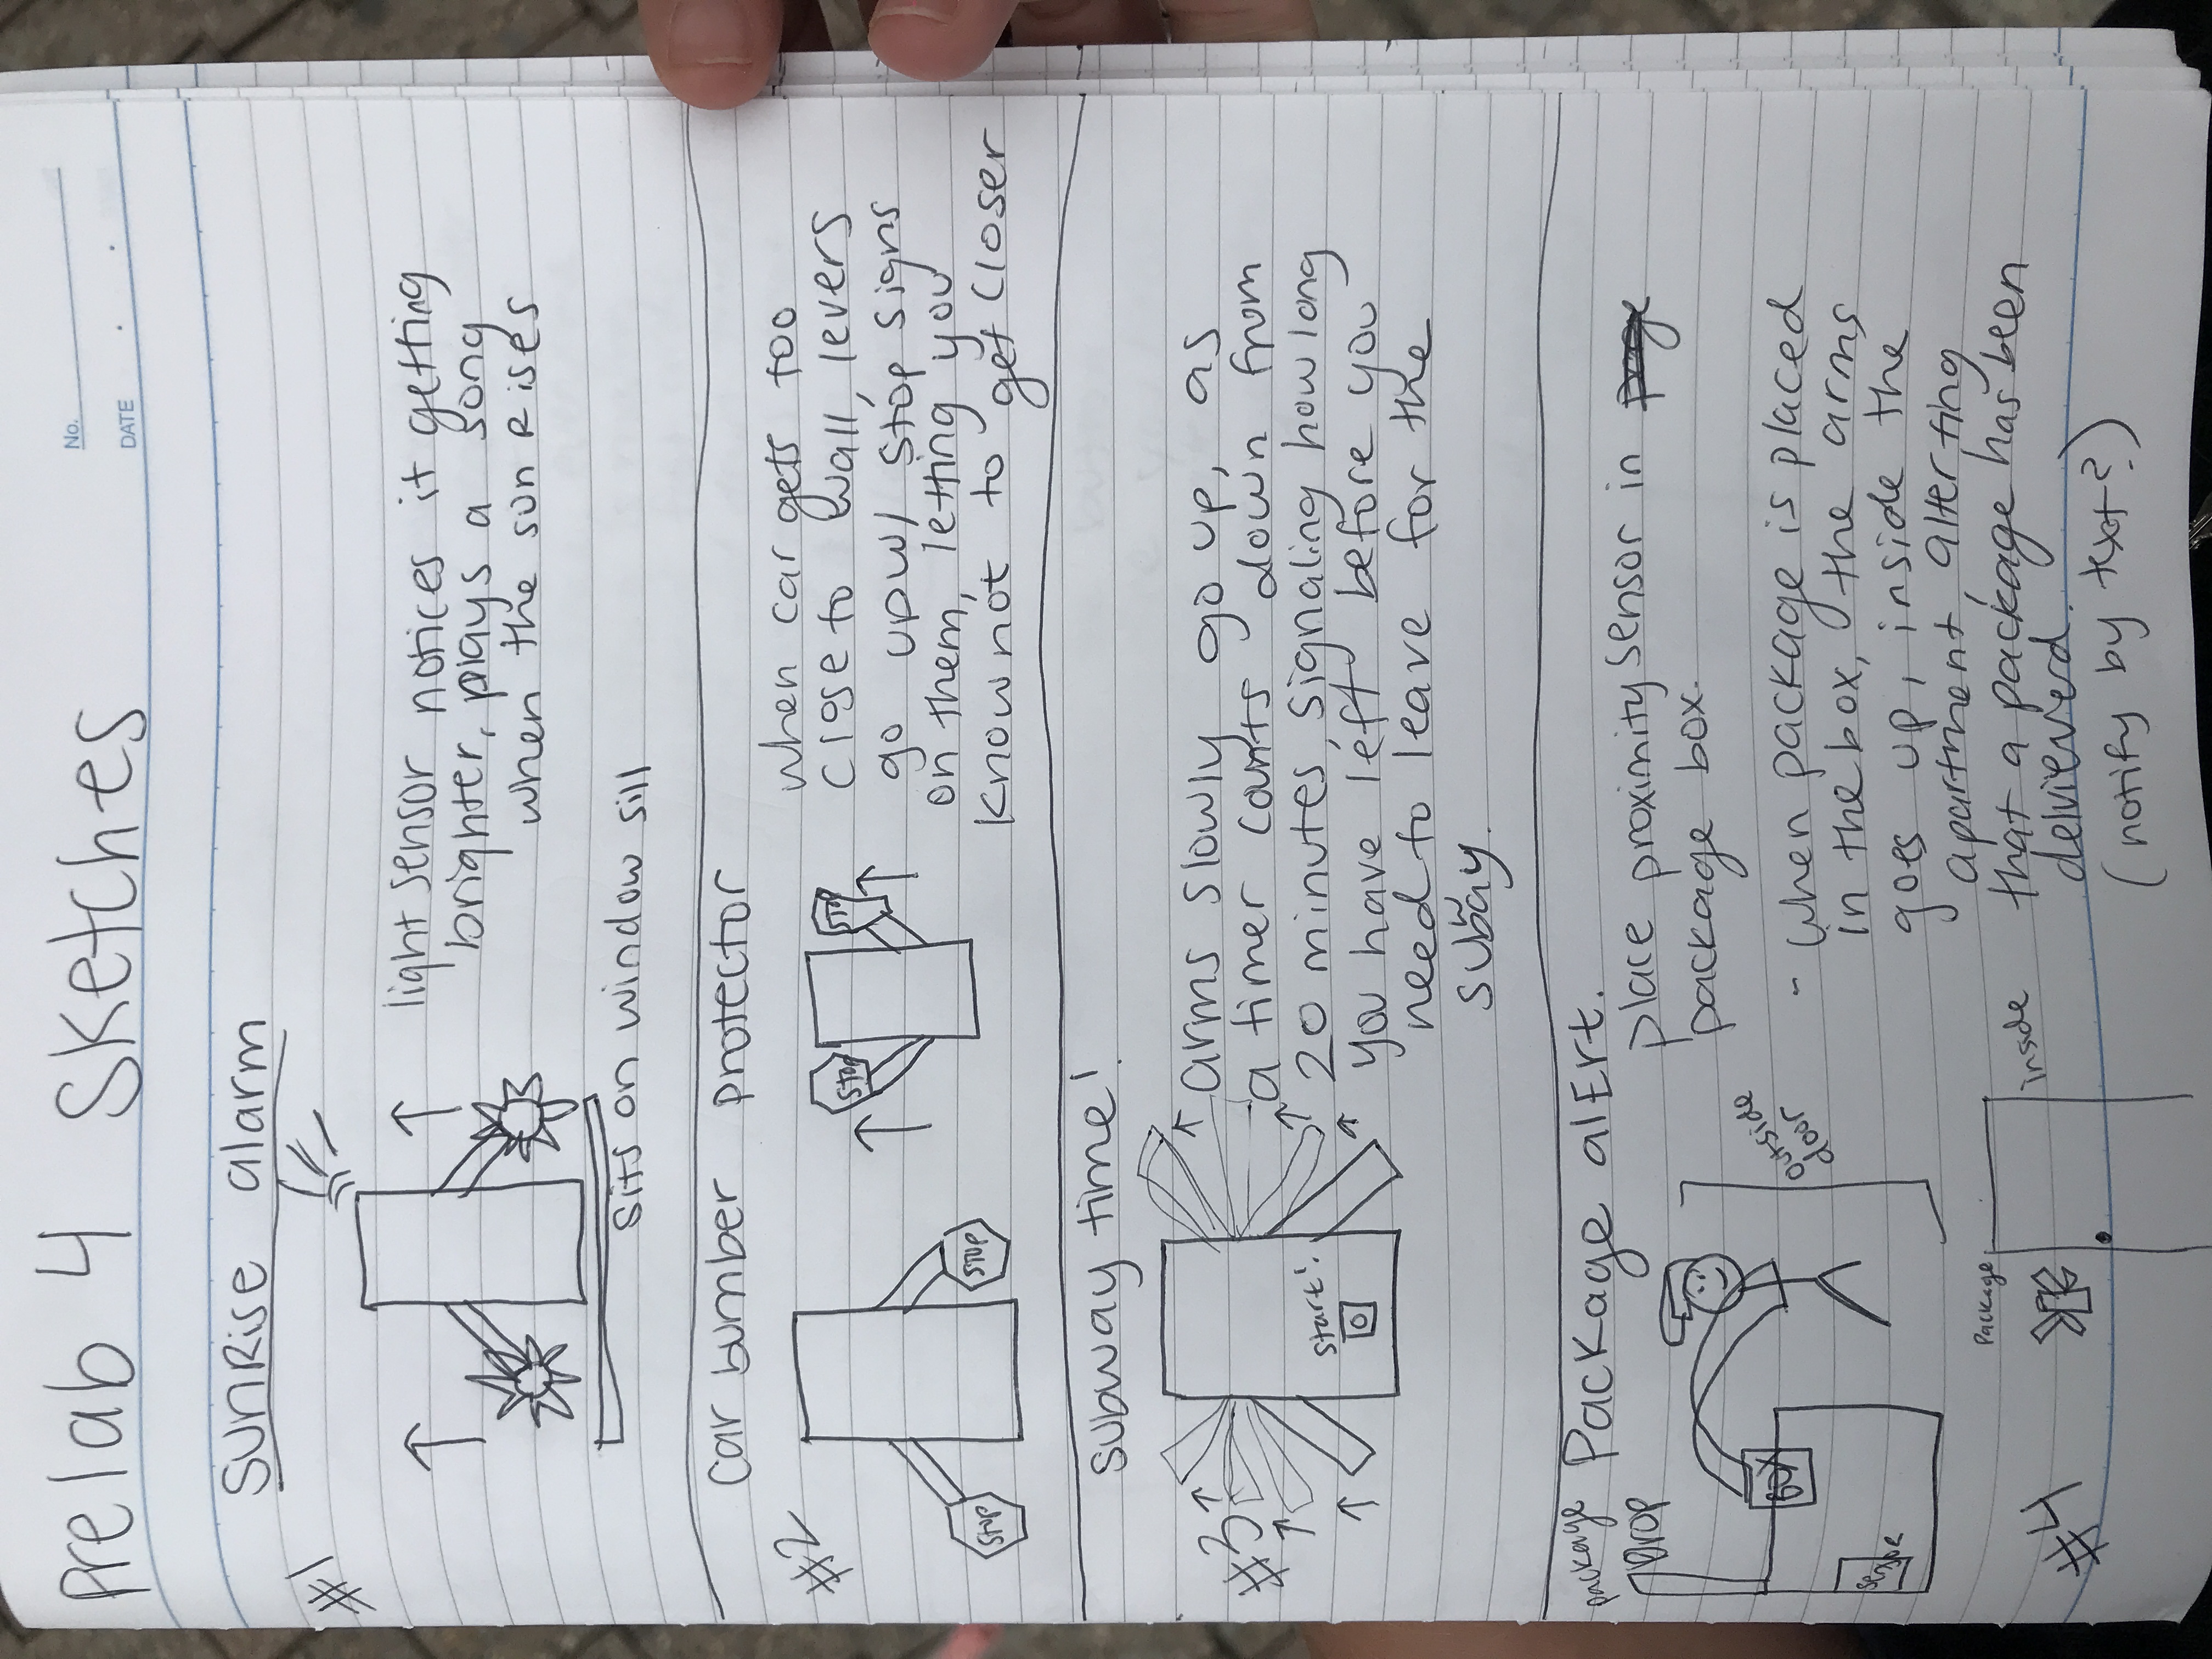 Prelab 4 Sketches
No.
DATE
SunRise alarm
#1
light sensor notices it getting
brighter, plays a song
when the sun Rises
sits on window sill
car bumber protector
#2
when car gets too
close to wall, levers
go up w/ stop signs
on them, letting you
know not to get closer
stop
stop
stop
stop
subway time!
#3
arms slowly go up, as
a timer counts down from
20 minutes, signaling how long
you have left before you
need to leave for the
subway.
start!
package
Drop
Package alErt.
place proximity sensor in
package box.
BOX
outside
door
sensor
- when package is placed
in the box, the arms
goes up, inside the
apartment, alterting
that a package has been
delvieverd.
(notify by text?)
Package
inside
#4